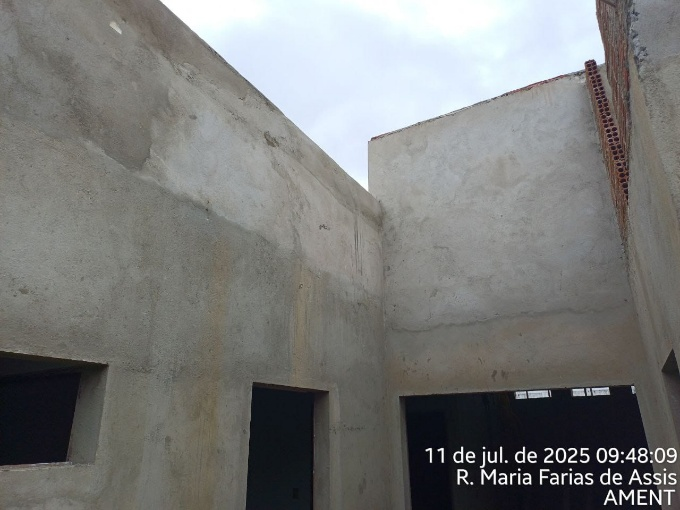 11 de jul. de 2025 09:48:09
R. Maria Farias de Assis
AMENT